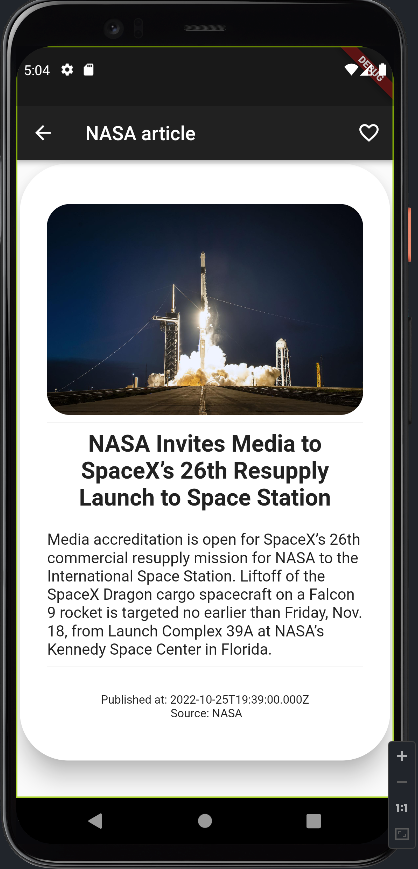 5:04
DEBUG
NASA article
NASA Invites Media to
SpaceX’s 26th Resupply
Launch to Space Station
Media accreditation is open for SpaceX’s 26th
commercial resupply mission for NASA to the
International Space Station. Liftoff of the
SpaceX Dragon cargo spacecraft on a Falcon
9 rocket is targeted no earlier than Friday, Nov.
18, from Launch Complex 39A at NASA’s
Kennedy Space Center in Florida.
Published at: 2022-10-25T19:39:00.000Z
Source: NASA
1:1